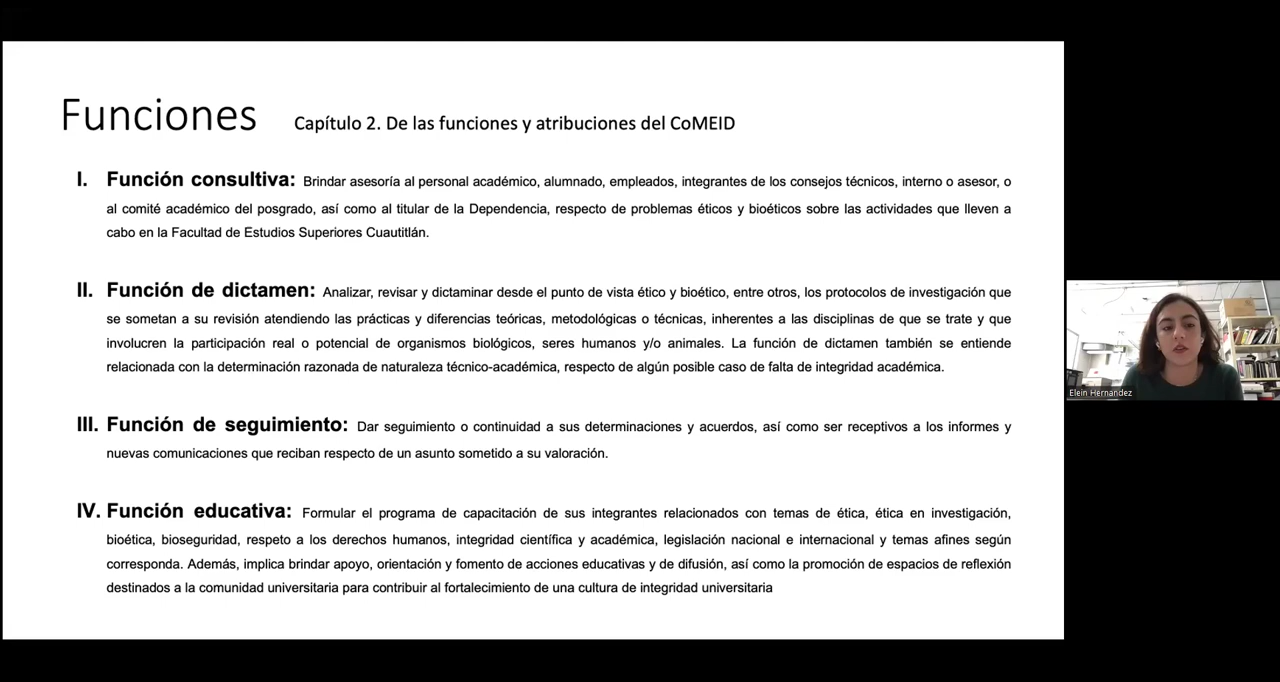 Funciones Capítulo 2. De las funciones y atribuciones del CoMEID
I. Función consultiva: Brindar asesoría al personal académico, alumnado, empleados, integrantes de los consejos técnicos, interno o asesor, o
al comité académico del posgrado, así como al titular de la Dependencia, respecto de problemas éticos y bioéticos sobre las actividades que lleven a
cabo en la Facultad de Estudios Superiores Cuautitlán.
II. Función de dictamen: Analizar, revisar y dictaminar desde el punto de vista ético y bioético, entre otros, los protocolos de investigación que
se sometan a su revisión atendiendo las prácticas y diferencias teóricas, metodológicas o técnicas, inherentes a las disciplinas de que se trate y que
involucren la participación real o potencial de organismos biológicos, seres humanos y/o animales. La función de dictamen también se entiende
relacionada con la determinación razonada de naturaleza técnico-académica, respecto de algún posible caso de falta de integridad académica.
III. Función de seguimiento: Dar seguimiento o continuidad a sus determinaciones y acuerdos, así como ser receptivos a los informes y
nuevas comunicaciones que reciban respecto de un asunto sometido a su valoración.
IV. Función educativa: Formular el programa de capacitación de sus integrantes relacionados con temas de ética, ética en investigación,
bioética, bioseguridad, respeto a los derechos humanos, integridad científica y académica, legislación nacional e internacional y temas afines según
corresponda. Además, implica brindar apoyo, orientación y fomento de acciones educativas y de difusión, así como la promoción de espacios de reflexión
destinados a la comunidad universitaria para contribuir al fortalecimiento de una cultura de integridad universitaria
Elein Hernandez